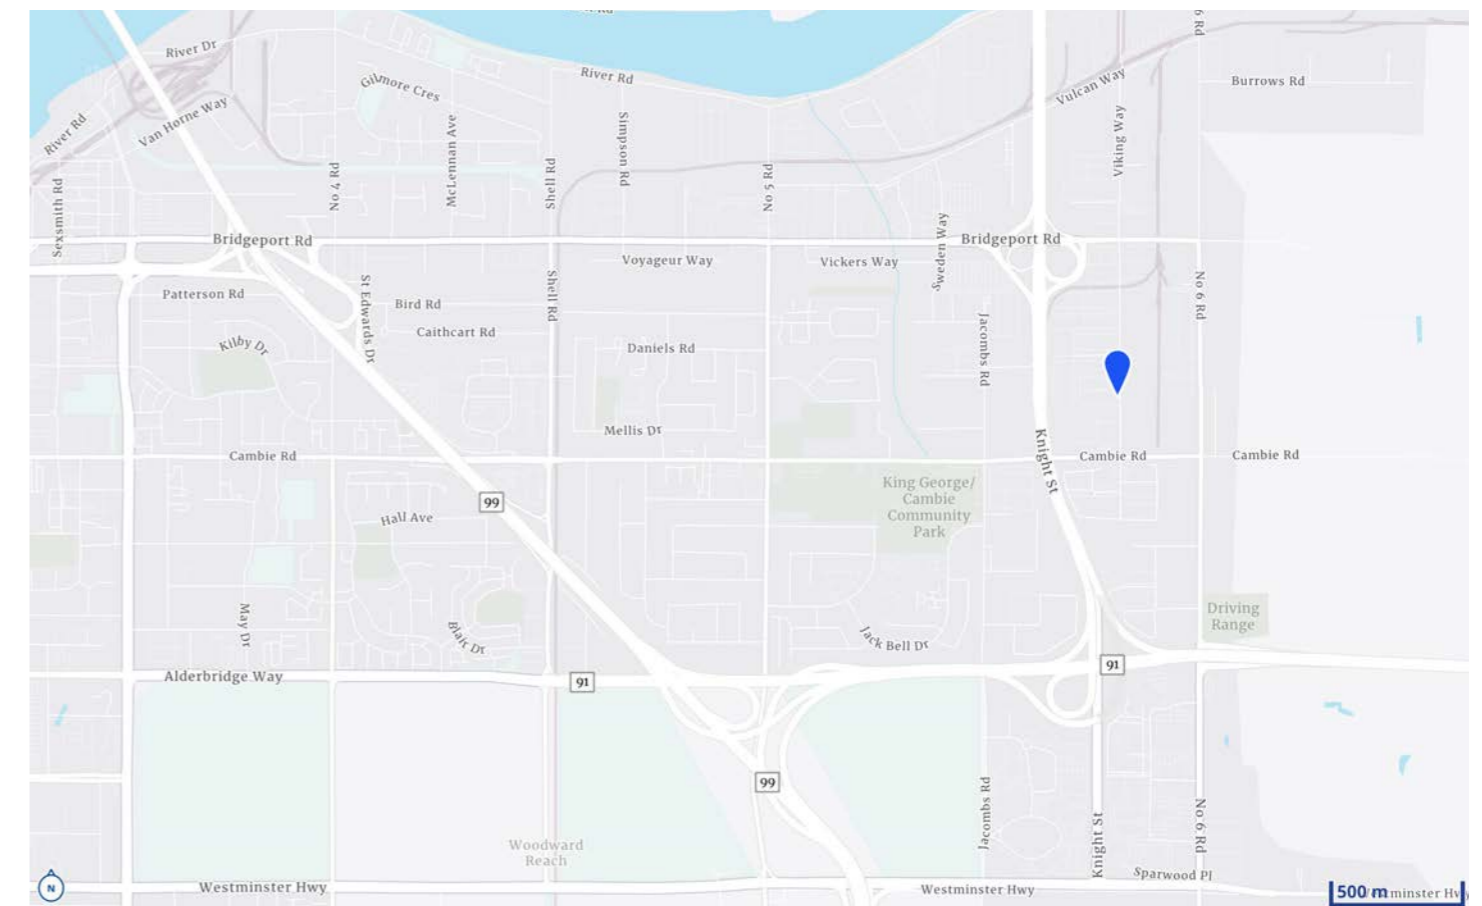 River Dr
River Rd
Gilmore Cres
Van Horne Way
River Rd
Vulcan Way
6 Rd
Burrows Rd
Viking Way
Sexsmith Rd
No 4 Rd
McLennan Ave
Shell Rd
Simpson Rd
No 5 Rd
Sweden Way
Bridgeport Rd
Bridgeport Rd
Voyageur Way
Vickers Way
Patterson Rd
St Edwards Dr
Bird Rd
Shell Rd
No 6 Rd
Caithcart Rd
Kilby Dr
Daniels Rd
Jacombs Rd
Mellis Dr
Cambie Rd
Knight St
Cambie Rd
Cambie Rd
99
Hall Ave
King George/
Cambie
Community
Park
May Dr
Blair Dr
Jack Bell Dr
Driving
Range
Alderbridge Way
91
91
99
Jacombs Rd
Knight St
No 6 Rd
Woodward
Reach
Sparwood Pl
N
Westminster Hwy
Westminster Hwy
500 m
minster